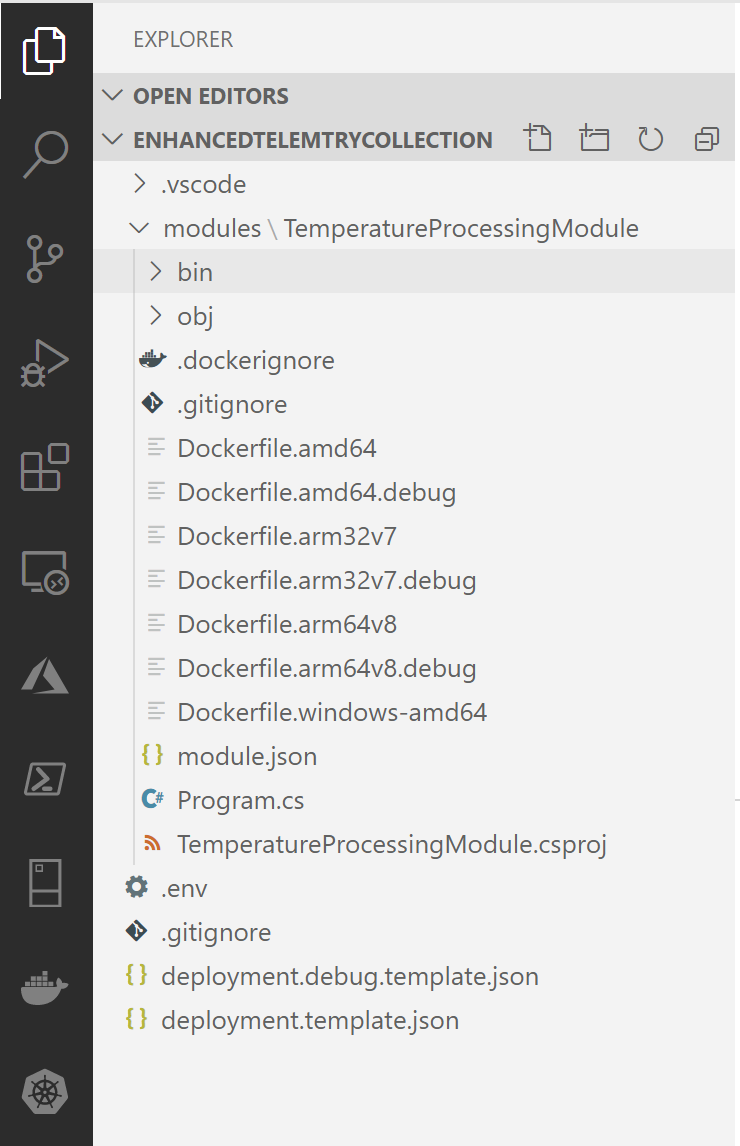 EXPLORER
OPEN EDITORS
ENHANCEDTELEMTRYCOLLECTION
.vscode
modules \ TemperatureProcessingModule
bin
obj
.dockerignore
.gitignore
Dockerfile.amd64
Dockerfile.amd64.debug
Dockerfile.arm32v7
Dockerfile.arm32v7.debug
Dockerfile.arm64v8
Dockerfile.arm64v8.debug
Dockerfile.windows-amd64
{ } module.json
C# Program.cs
TemperatureProcessingModule.csproj
.env
.gitignore
{ } deployment.debug.template.json
{ } deployment.template.json